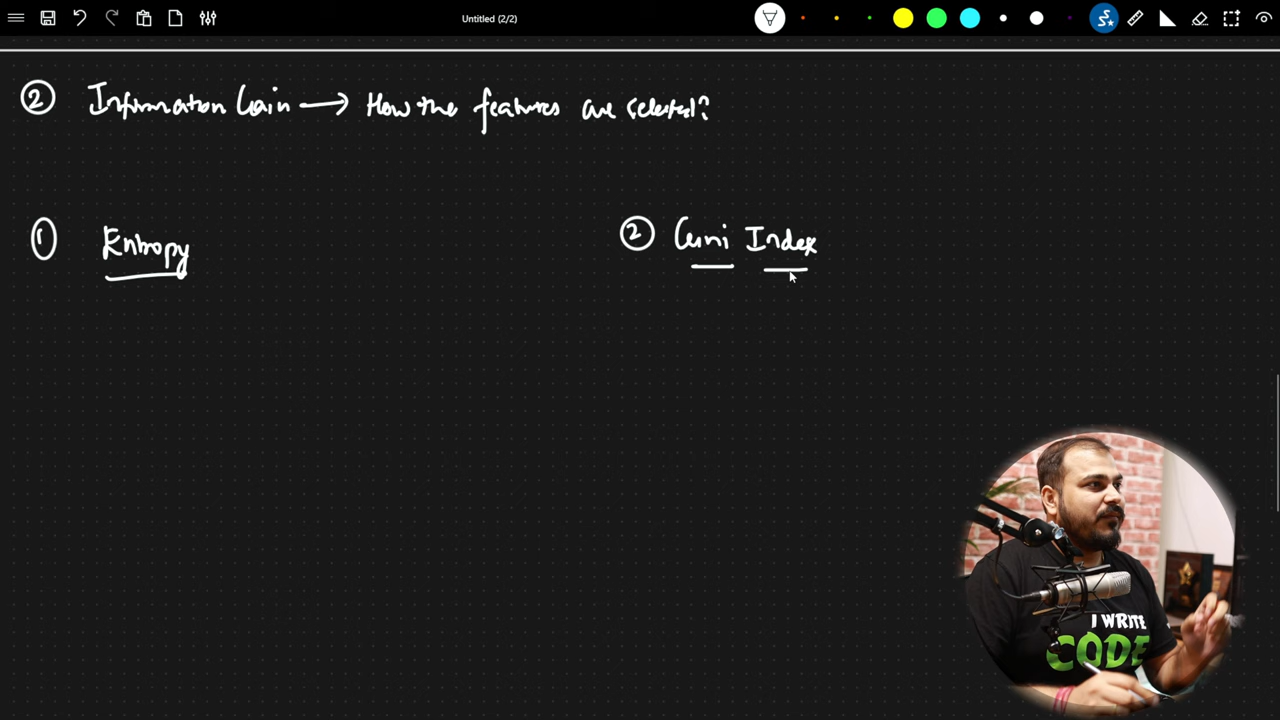 Untitled (2/2)
② Information Gain → How the features are selected?
① Entropy
② Gini Index
I WRITE
CODE